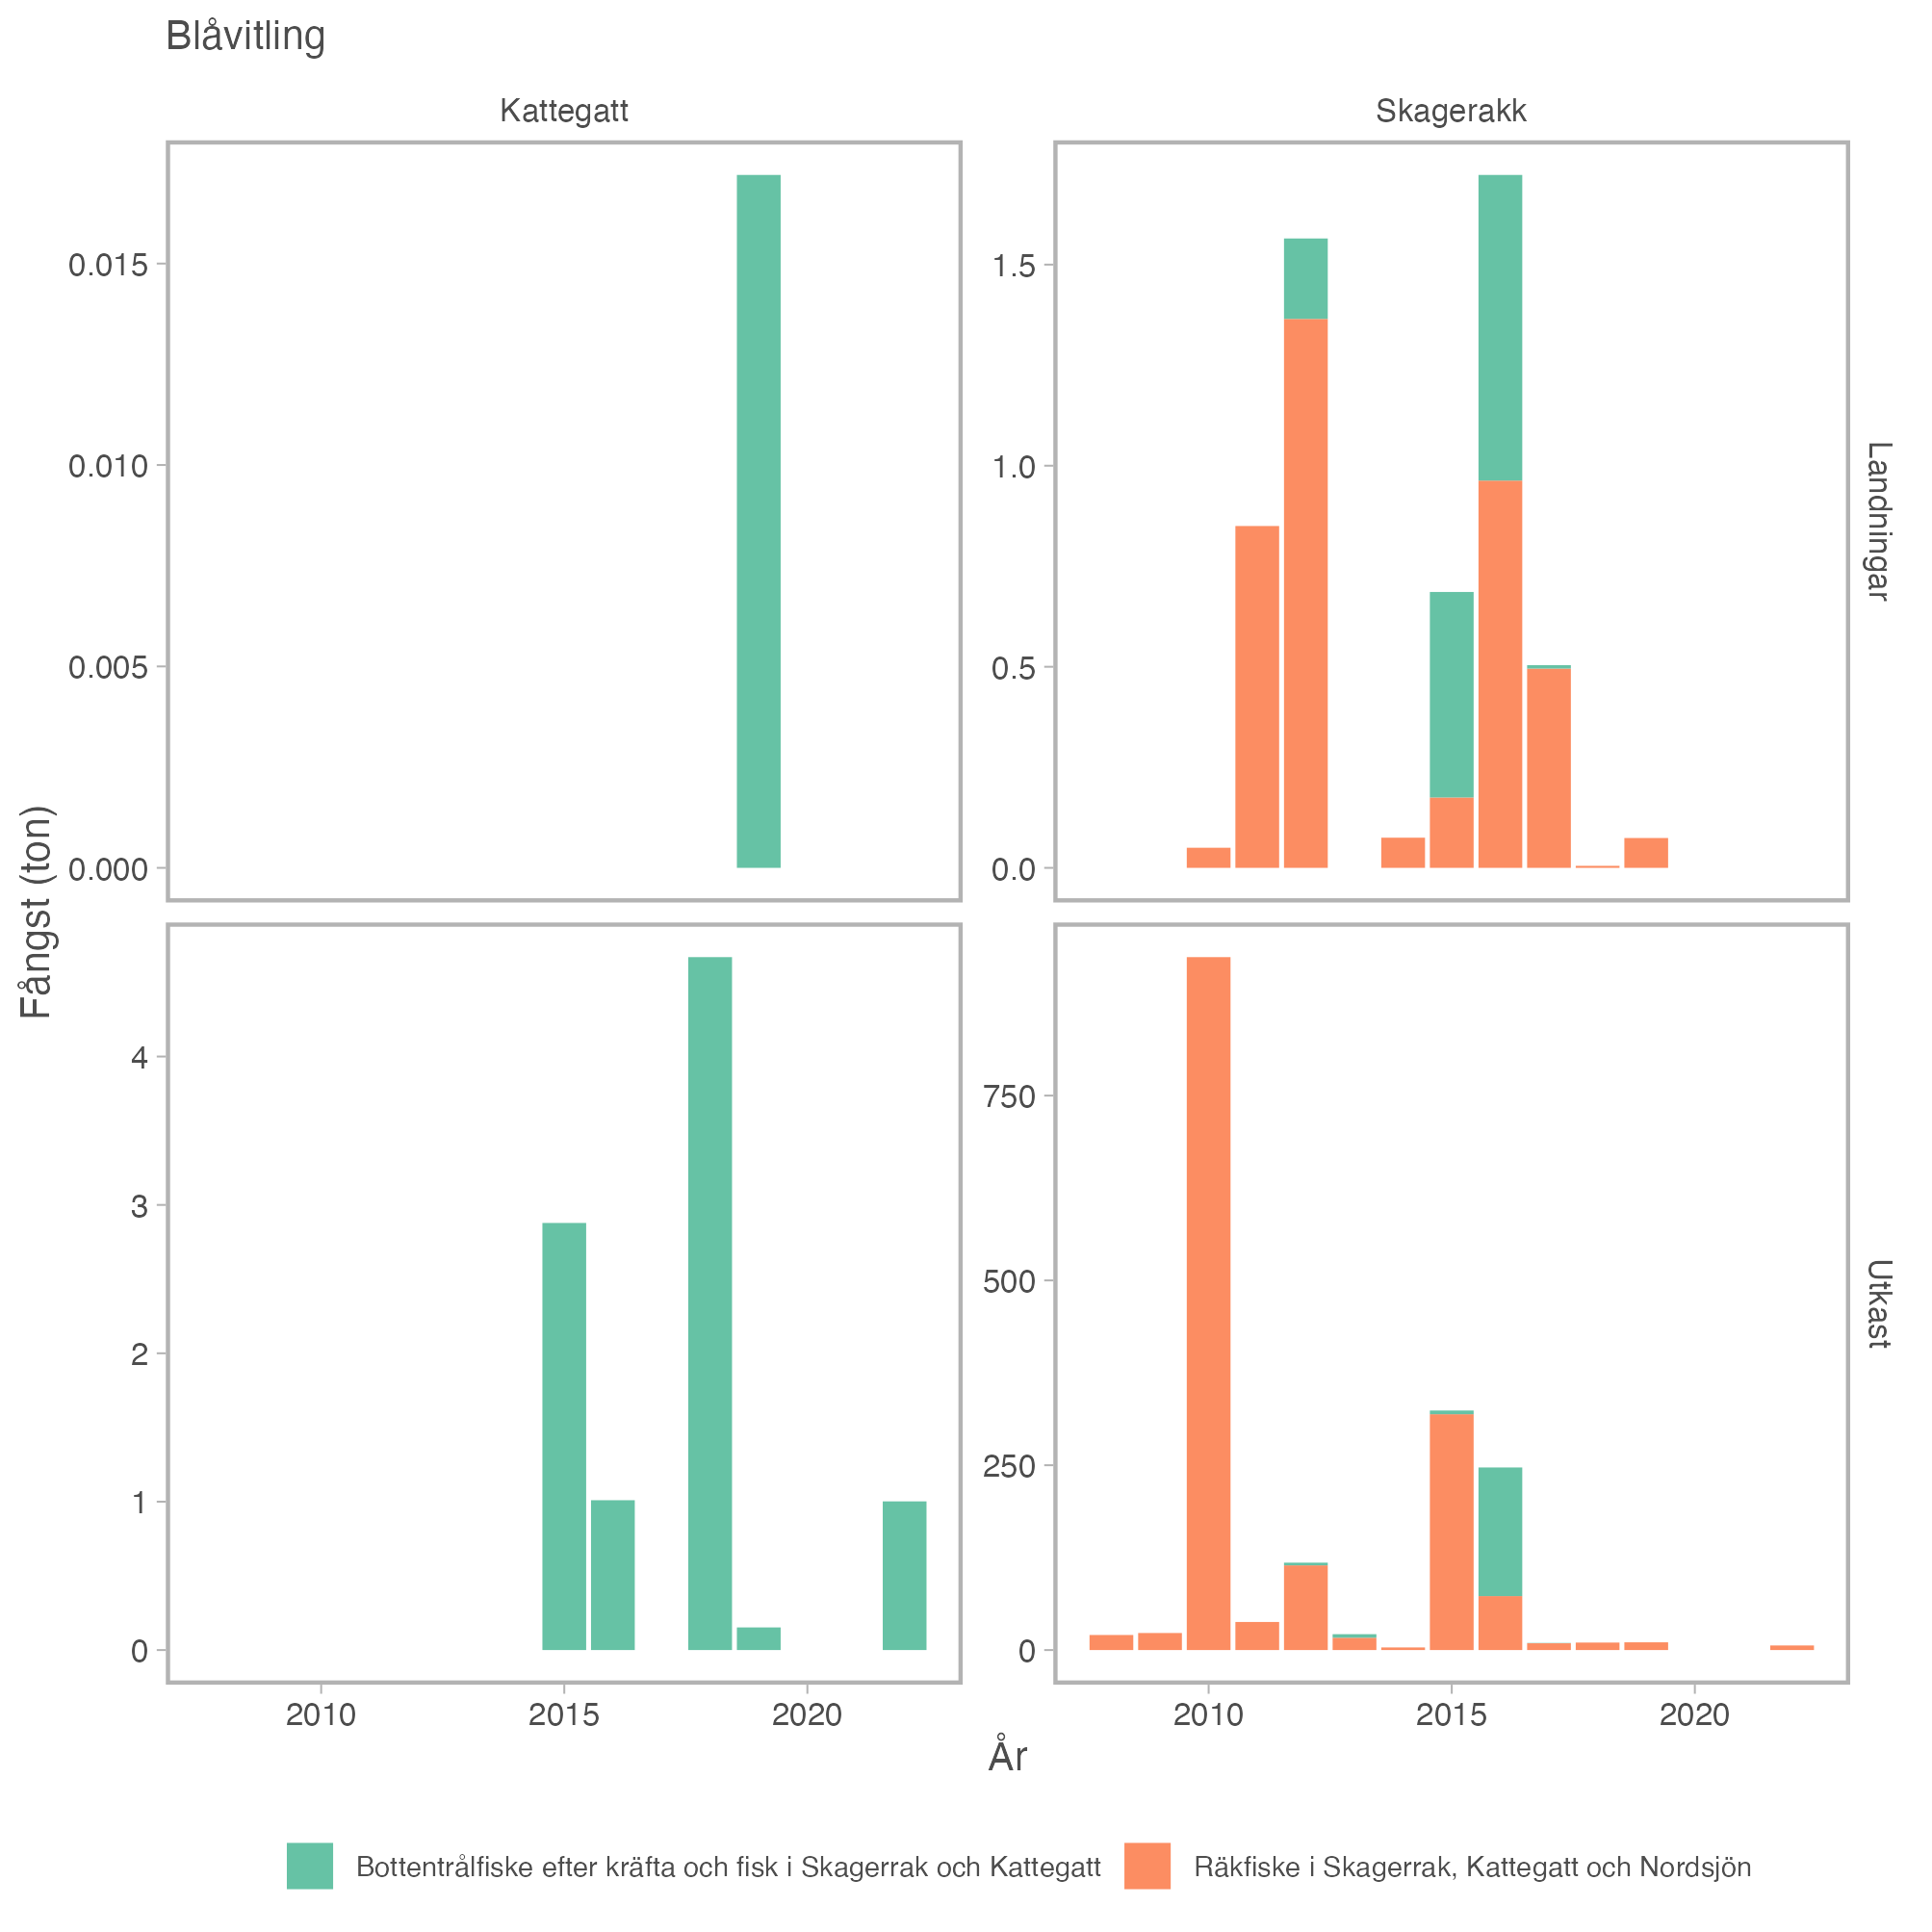 Blåvitling
Kattegatt
Skagerakk
0.015
0.010
0.005
0.000
1.5
1.0
0.5
0.0
Landningar
Fångst (ton)
4
3
2
1
0
750
500
250
0
Utkast
2010 2015 2020
2010 2015 2020
År
Bottentrålfiske efter kräfta och fisk i Skagerrak och Kattegatt
Räkfiske i Skagerrak, Kattegatt och Nordsjön